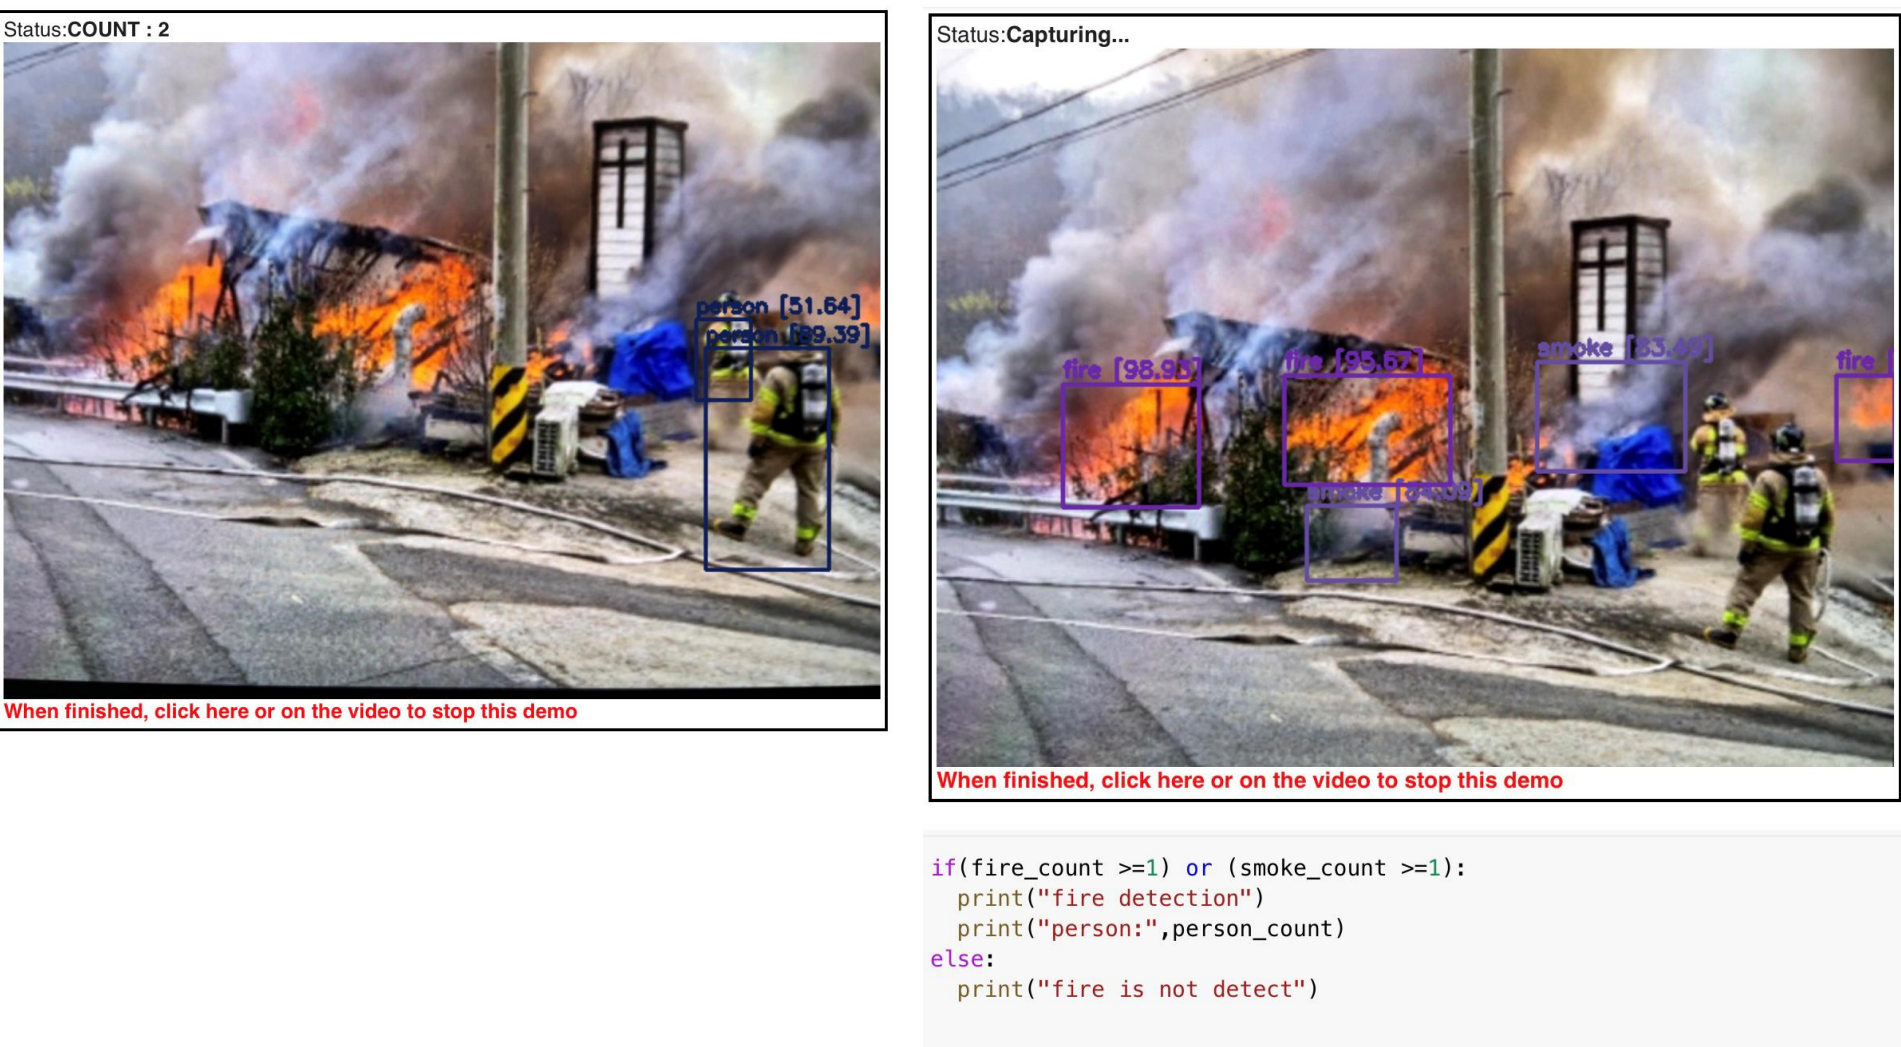 Status:COUNT : 2
person [51.64]
person [89.39]
When finished, click here or on the video to stop this demo
Status:Capturing...
fire [98.93]
fire [95.67]
smoke [83.49]
fire [
smoke
When finished, click here or on the video to stop this demo
if(fire_count >=1) or (smoke_count >=1):
print("fire detection")
print("person:",person_count)
else:
print("fire is not detect")